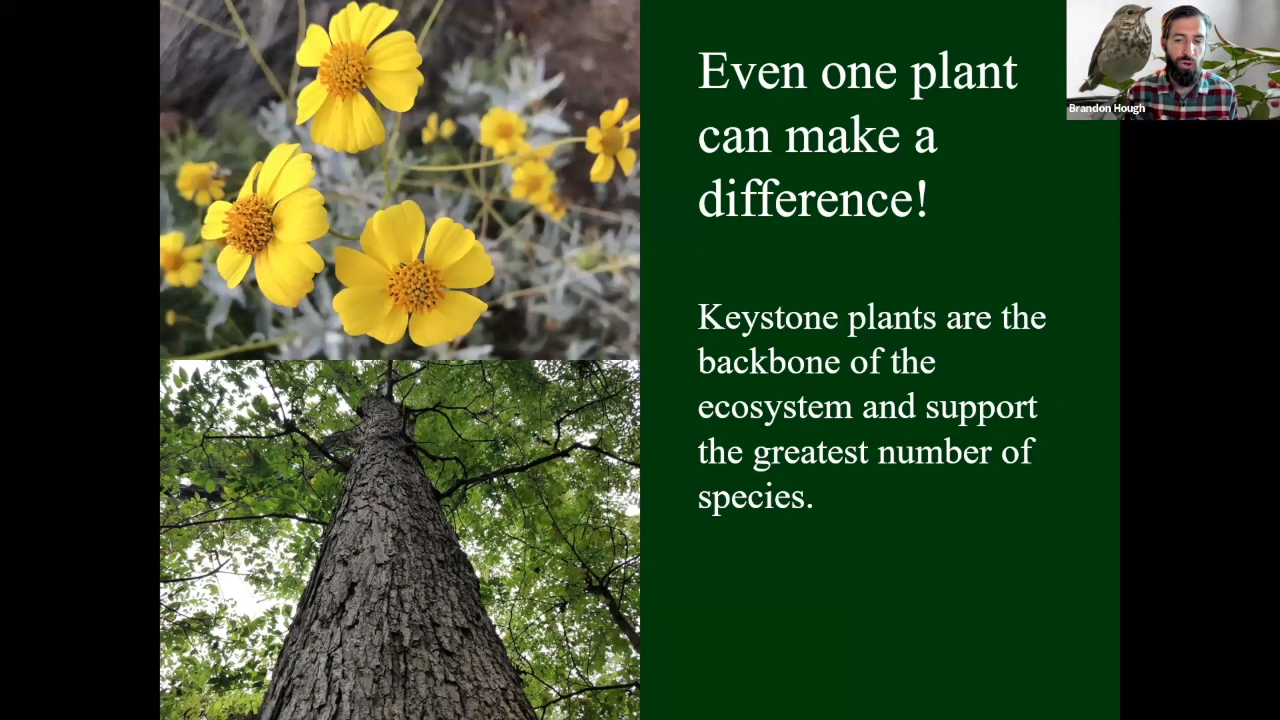 Even one plant
can make a
difference!
Brandon Hough
Keystone plants are the
backbone of the
ecosystem and support
the greatest number of
species.